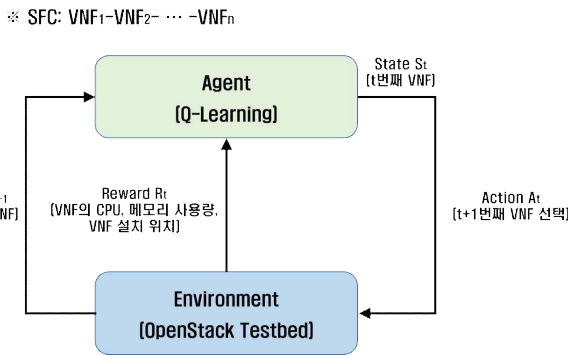 ※ SFC: VNF1-VNF2- ⋯ -VNFn
Agent
(Q-Learning)
State St
(t번째 VNF)
Reward Rt
(VNF의 CPU, 메모리 사용량,
VNF 설치 위치)
Action At
(t+1번째 VNF 선택)
Environment
(OpenStack Testbed)